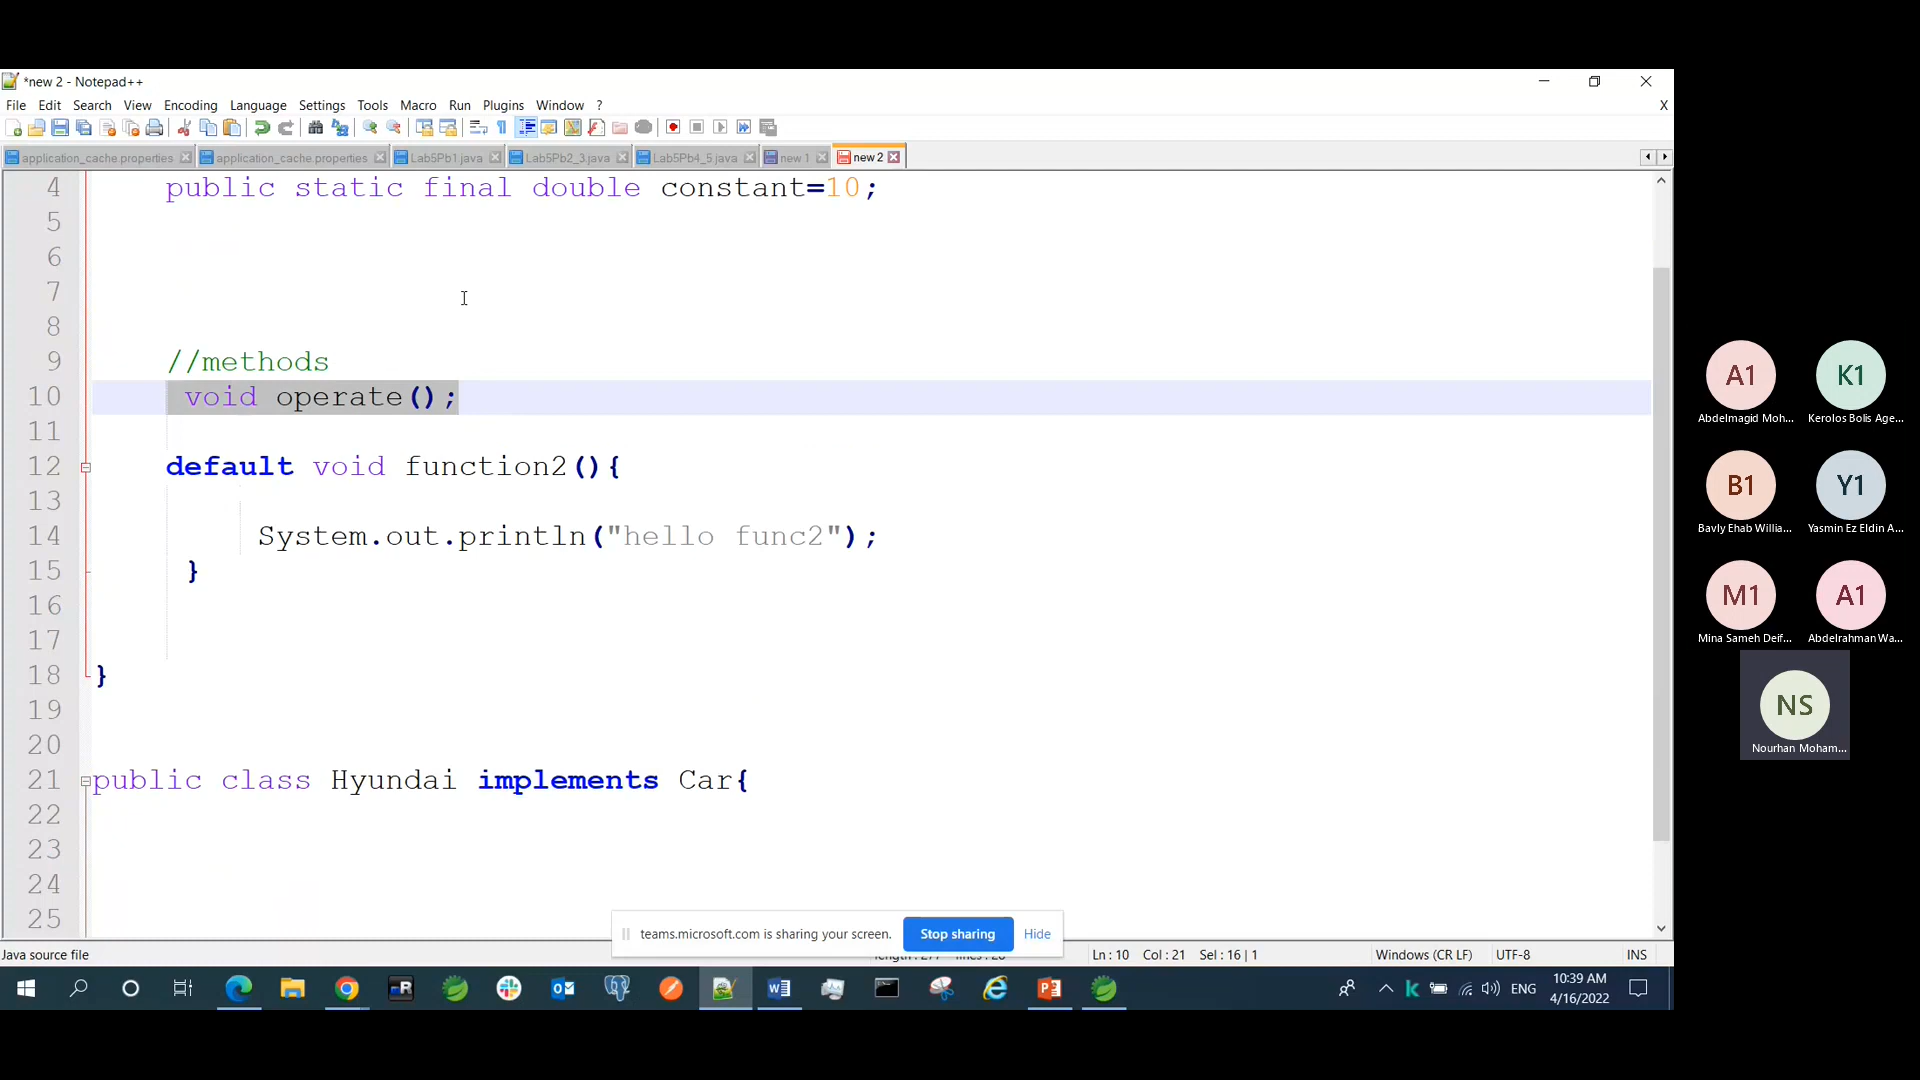 *new 2 - Notepad++
File Edit Search View Encoding Language Settings Tools Macro Run Plugins Window ?
X
application_cache.properties application_cache.properties Lab5Pb1.java Lab5Pb2_3.java Lab5Pb4_5.java new 1 new 2
4 public static final double constant=10;
5
6
7
8
9 //methods
10 void operate();
11
12 default void function2(){
13
14 System.out.println("hello func2");
15 }
16
17
18 }
19
20
21 public class Hyundai implements Car{
22
23
24
25
teams.microsoft.com is sharing your screen. Stop sharing Hide
Java source file Ln : 10 Col : 21 Sel : 16 | 1 Windows (CR LF) UTF-8 INS
ENG 10:39 AM
4/16/2022
A1 K1
Abdelmagid Moh... Kerolos Bolis Age...
B1 Y1
Bavly Ehab Willia... Yasmin Ez Eldin A...
M1 A1
Mina Sameh Deif... Abdelrahman Wa...
NS
Nourhan Moham...